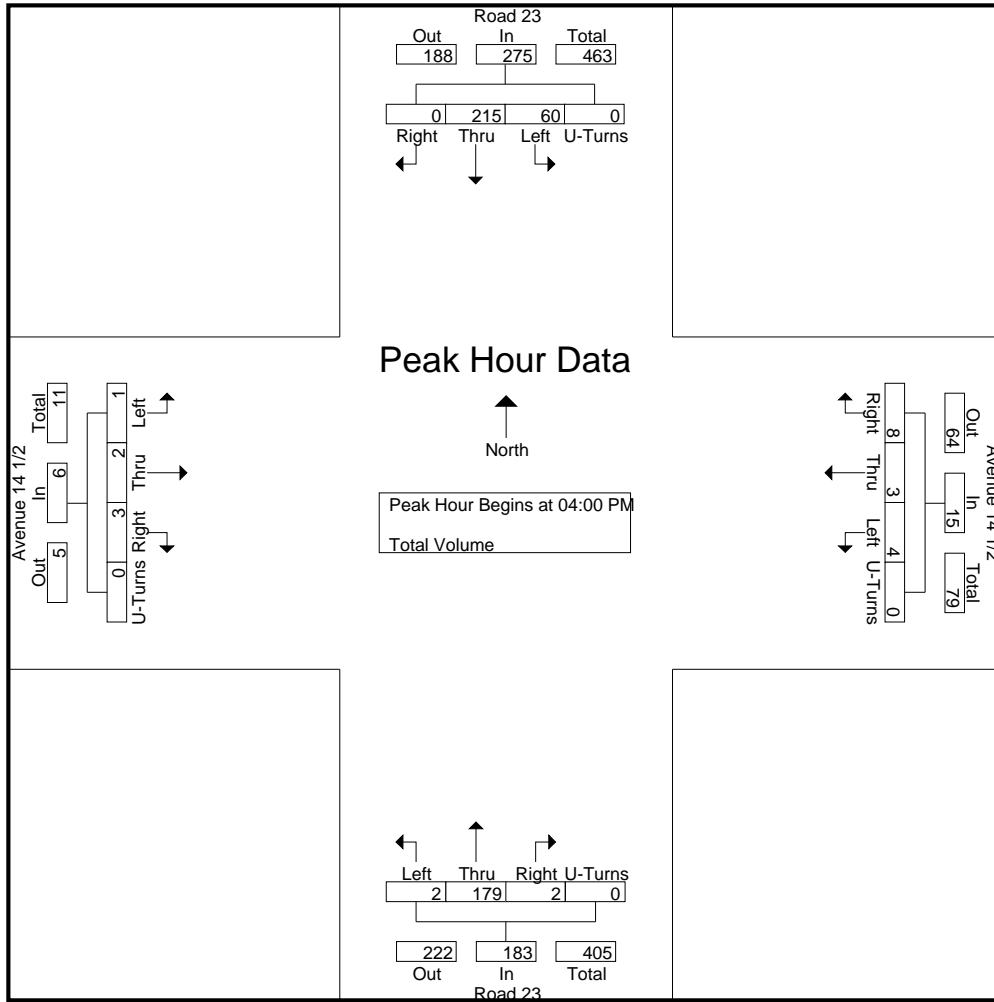 Road 23
Out In Total
188 275 463
0 215 60 0
Right Thru Left U-Turns
Peak Hour Data
North
Peak Hour Begins at 04:00 PM
Total Volume
Avenue 14 1/2
Out In Total
5 6 11
U-Turns Right Thru Left
0 3 2 1
Avenue 14 1/2
Out In Total
64 15 79
8 3 4 0
Right Thru Left U-Turns
Left Thru Right U-Turns
2 179 2 0
222 183 405
Out In Total
Road 23